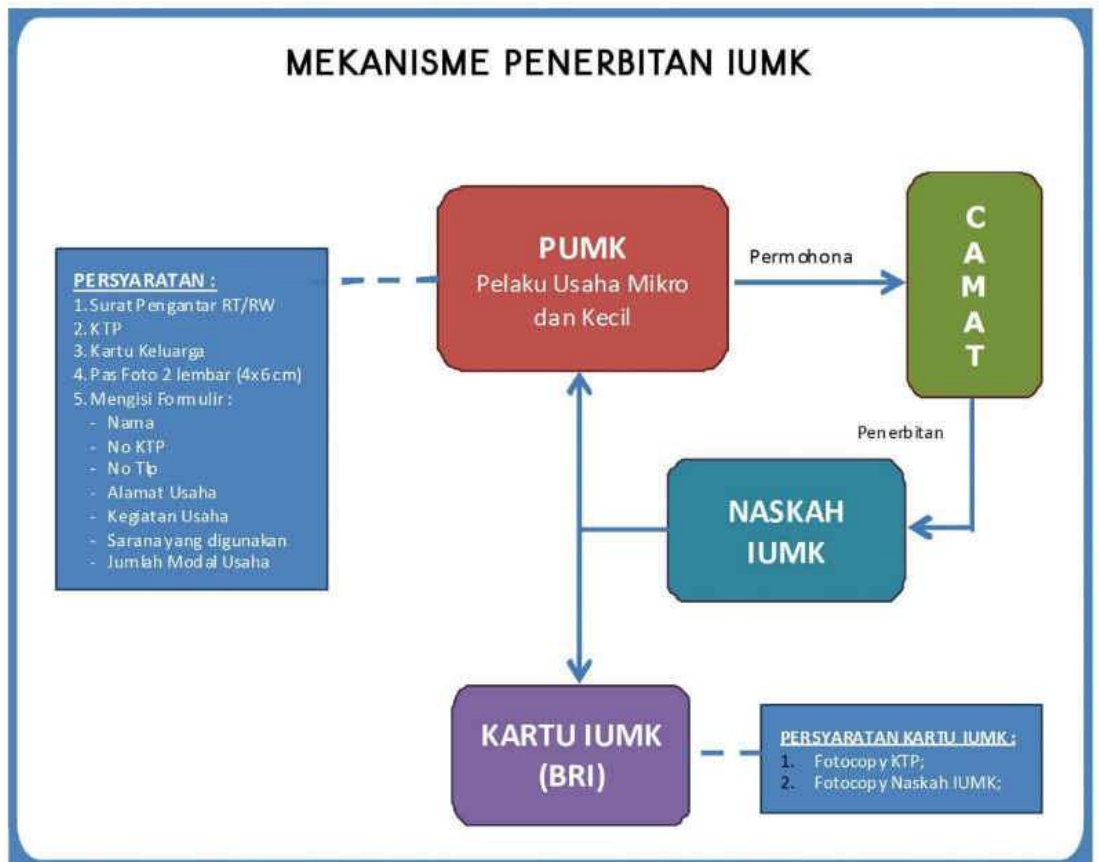 MEKANISME PENERBITAN IUMK
PUMK
Pelaku Usaha Mikro
dan Kecil
Permohona
C
A
M
A
T
PERSYARATAN :
1. Surat Pengantar RT/RW
2. KTP
3. Kartu Keluarga
4. Pas Foto 2 lembar (4x6 cm)
5. Mengisi Formulir :
- Nama
- No KTP
- No Tlp
- Alamat Usaha
- Kegiatan Usaha
- Sarana yang digunakan
- Jumlah Modal Usaha
Penerbitan
NASKAH
IUMK
KARTU IUMK
(BRI)
PERSYARATAN KARTU IUMK :
1. Fotocopy KTP;
2. Fotocopy Naskah IUMK;